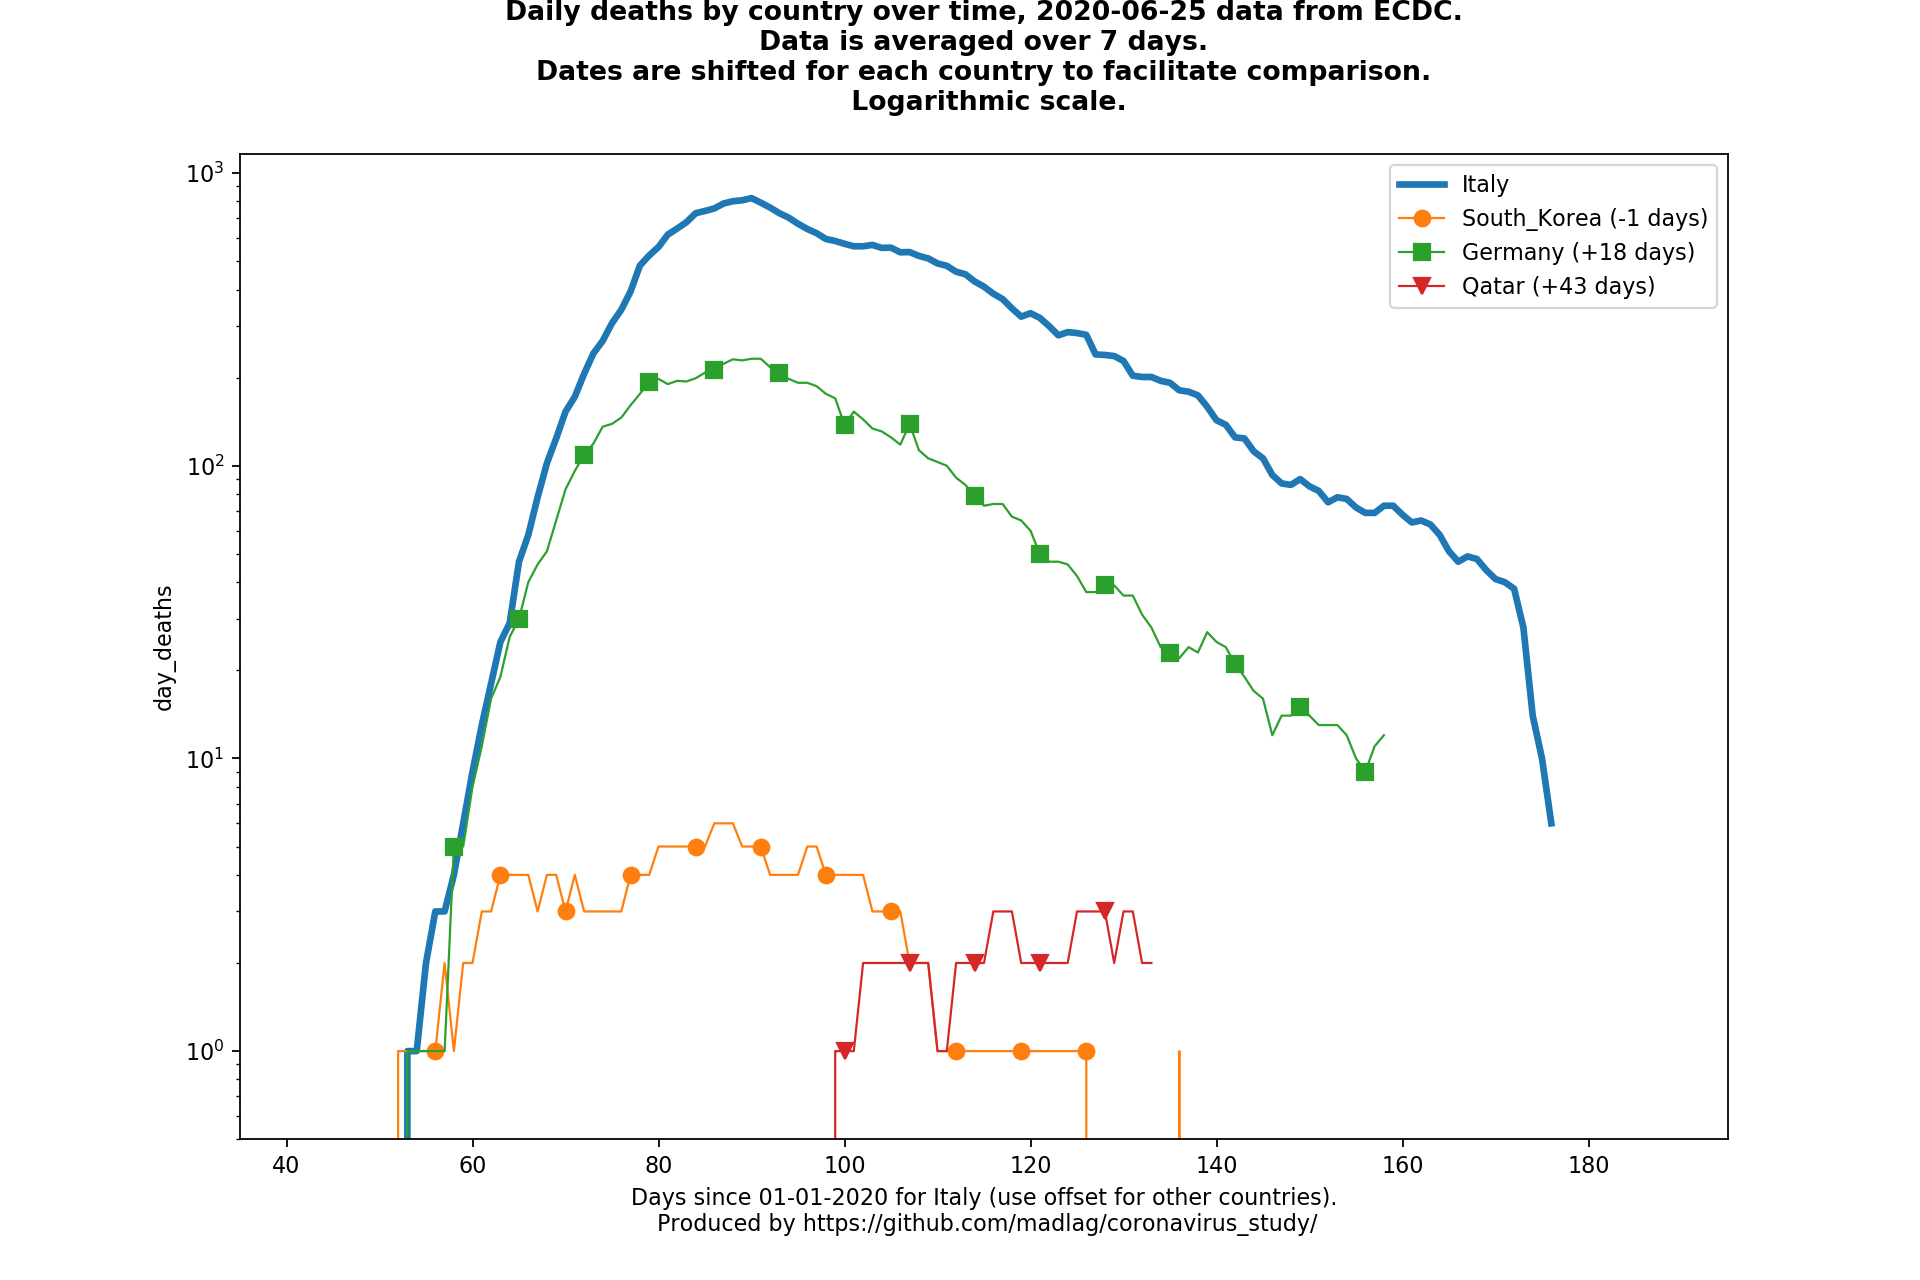 Daily deaths by country over time, 2020-06-25 data from ECDC.
Data is averaged over 7 days.
Dates are shifted for each country to facilitate comparison.
Logarithmic scale.
10³
10²
10¹
10⁰
day_deaths
Italy
South_Korea (-1 days)
Germany (+18 days)
Qatar (+43 days)
40 60 80 100 120 140 160 180
Days since 01-01-2020 for Italy (use offset for other countries).
Produced by https://github.com/madlag/coronavirus_study/